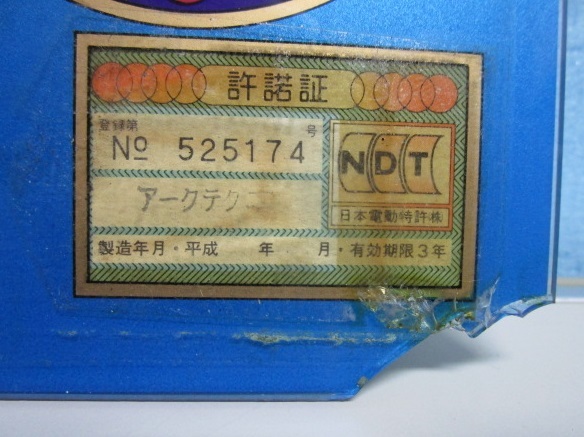 許諾証
登録第 号
Nº 525174
アークテク
NDT
日本電動特許㈱
製造年月・平成 年 月・有効期限3年